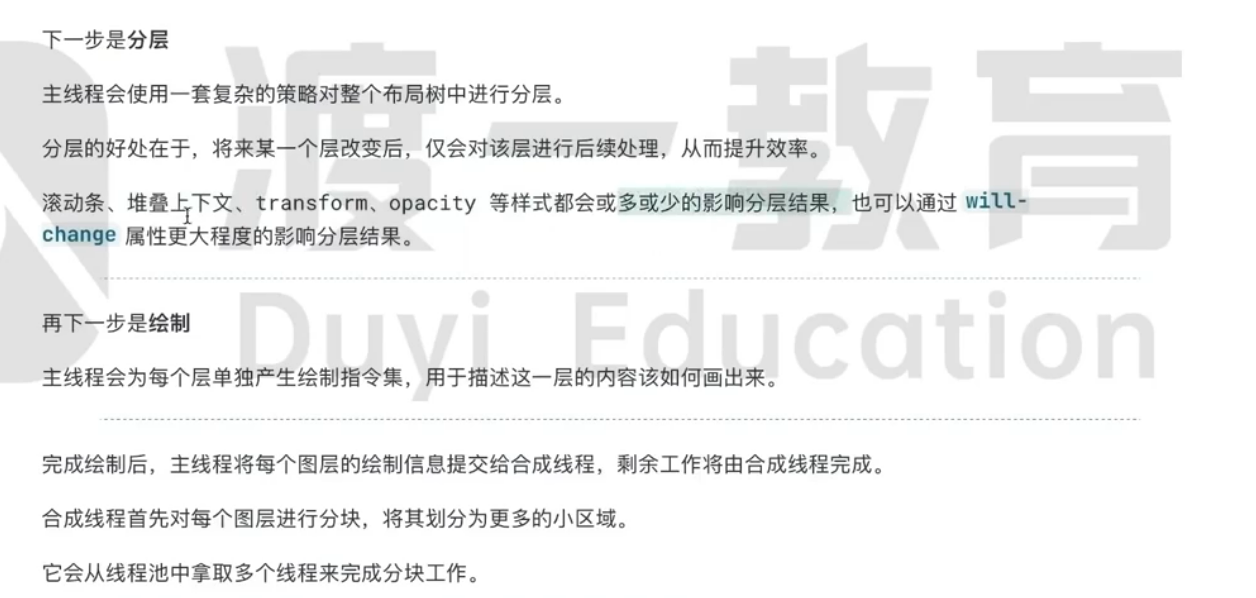 下一步是分层
主线程会使用一套复杂的策略对整个布局树中进行分层。
分层的好处在于，将来某一个层改变后，仅会对该层进行后续处理，从而提升效率。
滚动条、堆叠上下文、transform、opacity 等样式都会或多或少的影响分层结果，也可以通过 will-
change 属性更大程度的影响分层结果。
再下一步是绘制
主线程会为每个层单独产生绘制指令集，用于描述这一层的内容该如何画出来。
完成绘制后，主线程将每个图层的绘制信息提交给合成线程，剩余工作将由合成线程完成。
合成线程首先对每个图层进行分块，将其划分为更多的小区域。
它会从线程池中拿取多个线程来完成分块工作。
渡一教育
Duyi Education